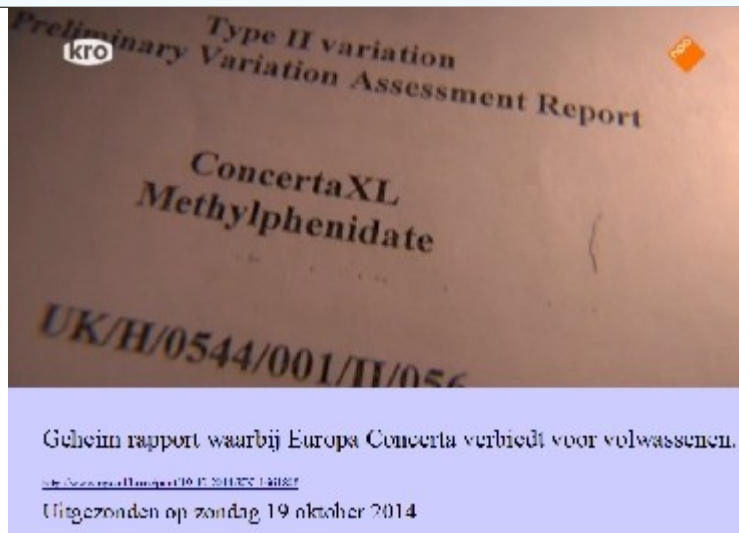 kro
npo
Type II variation
Preliminary Variation Assessment Report
ConcertaXL
Methylphenidate
UK/H/0544/001/II/056
Geheim rapport waarbij Europa Concerta verbiedt voor volwassenen.
Uitgezonden op zondag 19 oktober 2014